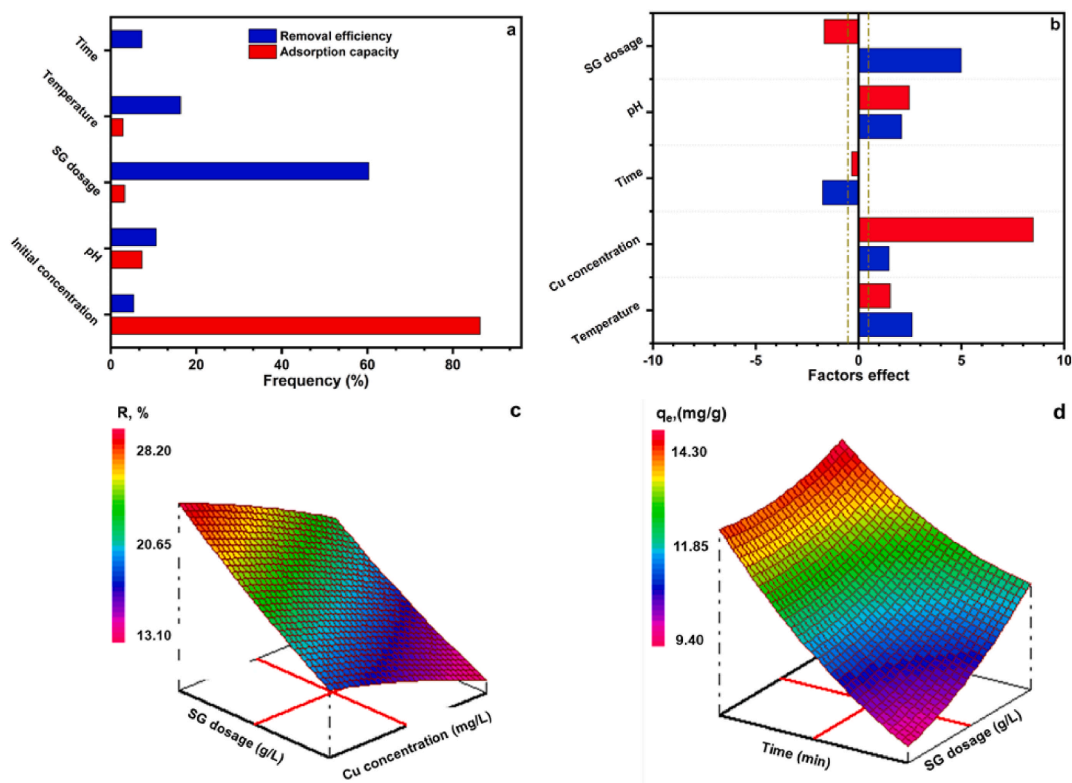 a
Removal efficiency
Adsorption capacity
Time
Temperature
SG dosage
pH
Initial concentration
0 20 40 60 80
Frequency (%)
b
SG dosage
pH
Time
Cu concentration
Temperature
-10 -5 0 5 10
Factors effect
c
R, %
28.20
20.65
13.10
SG dosage (g/L)
Cu concentration (mg/L)
d
qe,(mg/g)
14.30
11.85
9.40
Time (min)
SG dosage (g/L)